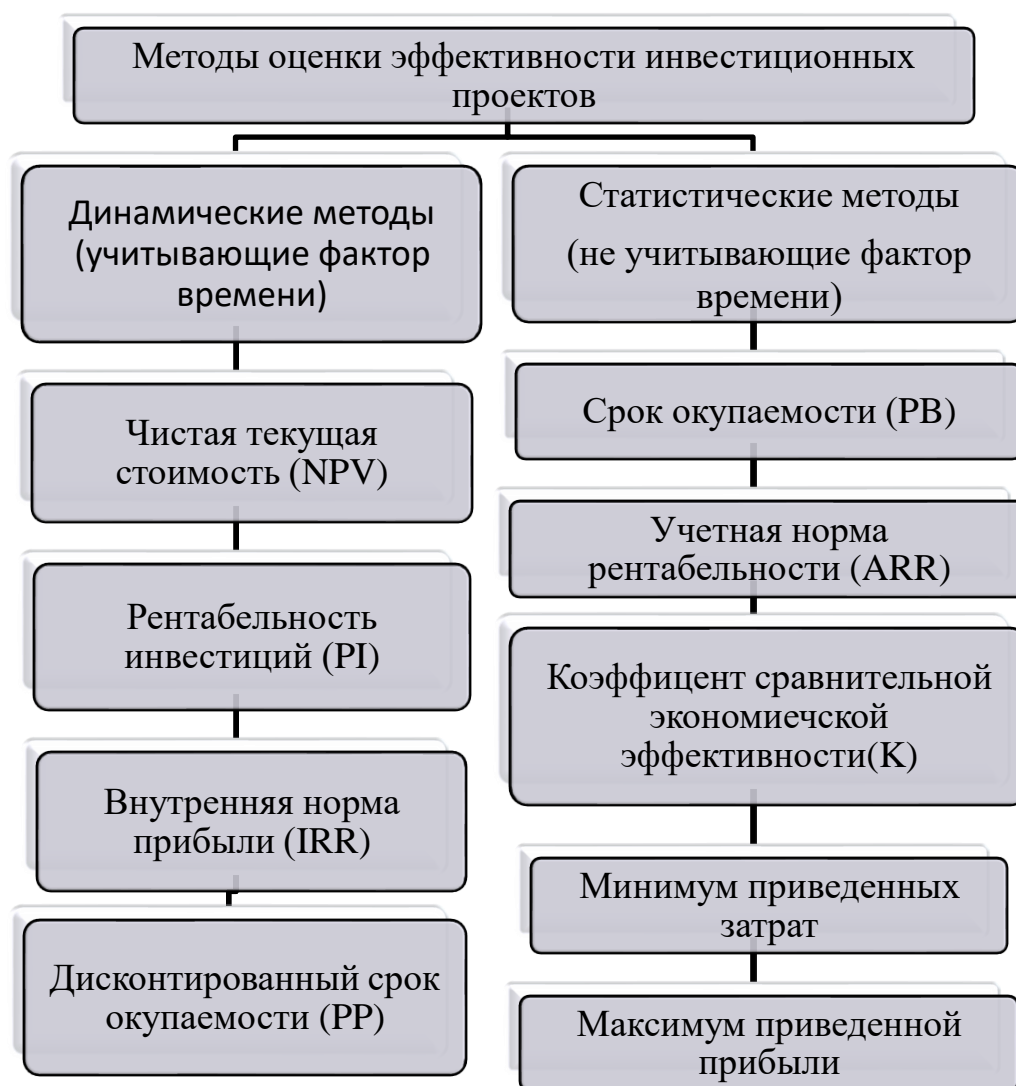 Методы оценки эффективности инвестиционных
проектов
Динамические методы
(учитывающие фактор
времени)
Чистая текущая
стоимость (NPV)
Рентабельность
инвестиций (PI)
Внутренняя норма
прибыли (IRR)
Дисконтированный срок
окупаемости (PP)
Статистические методы
(не учитывающие фактор
времени)
Срок окупаемости (PB)
Учетная норма
рентабельности (ARR)
Коэффицент сравнительной
экономиечской
эффективности(K)
Минимум приведенных
затрат
Максимум приведенной
прибыли